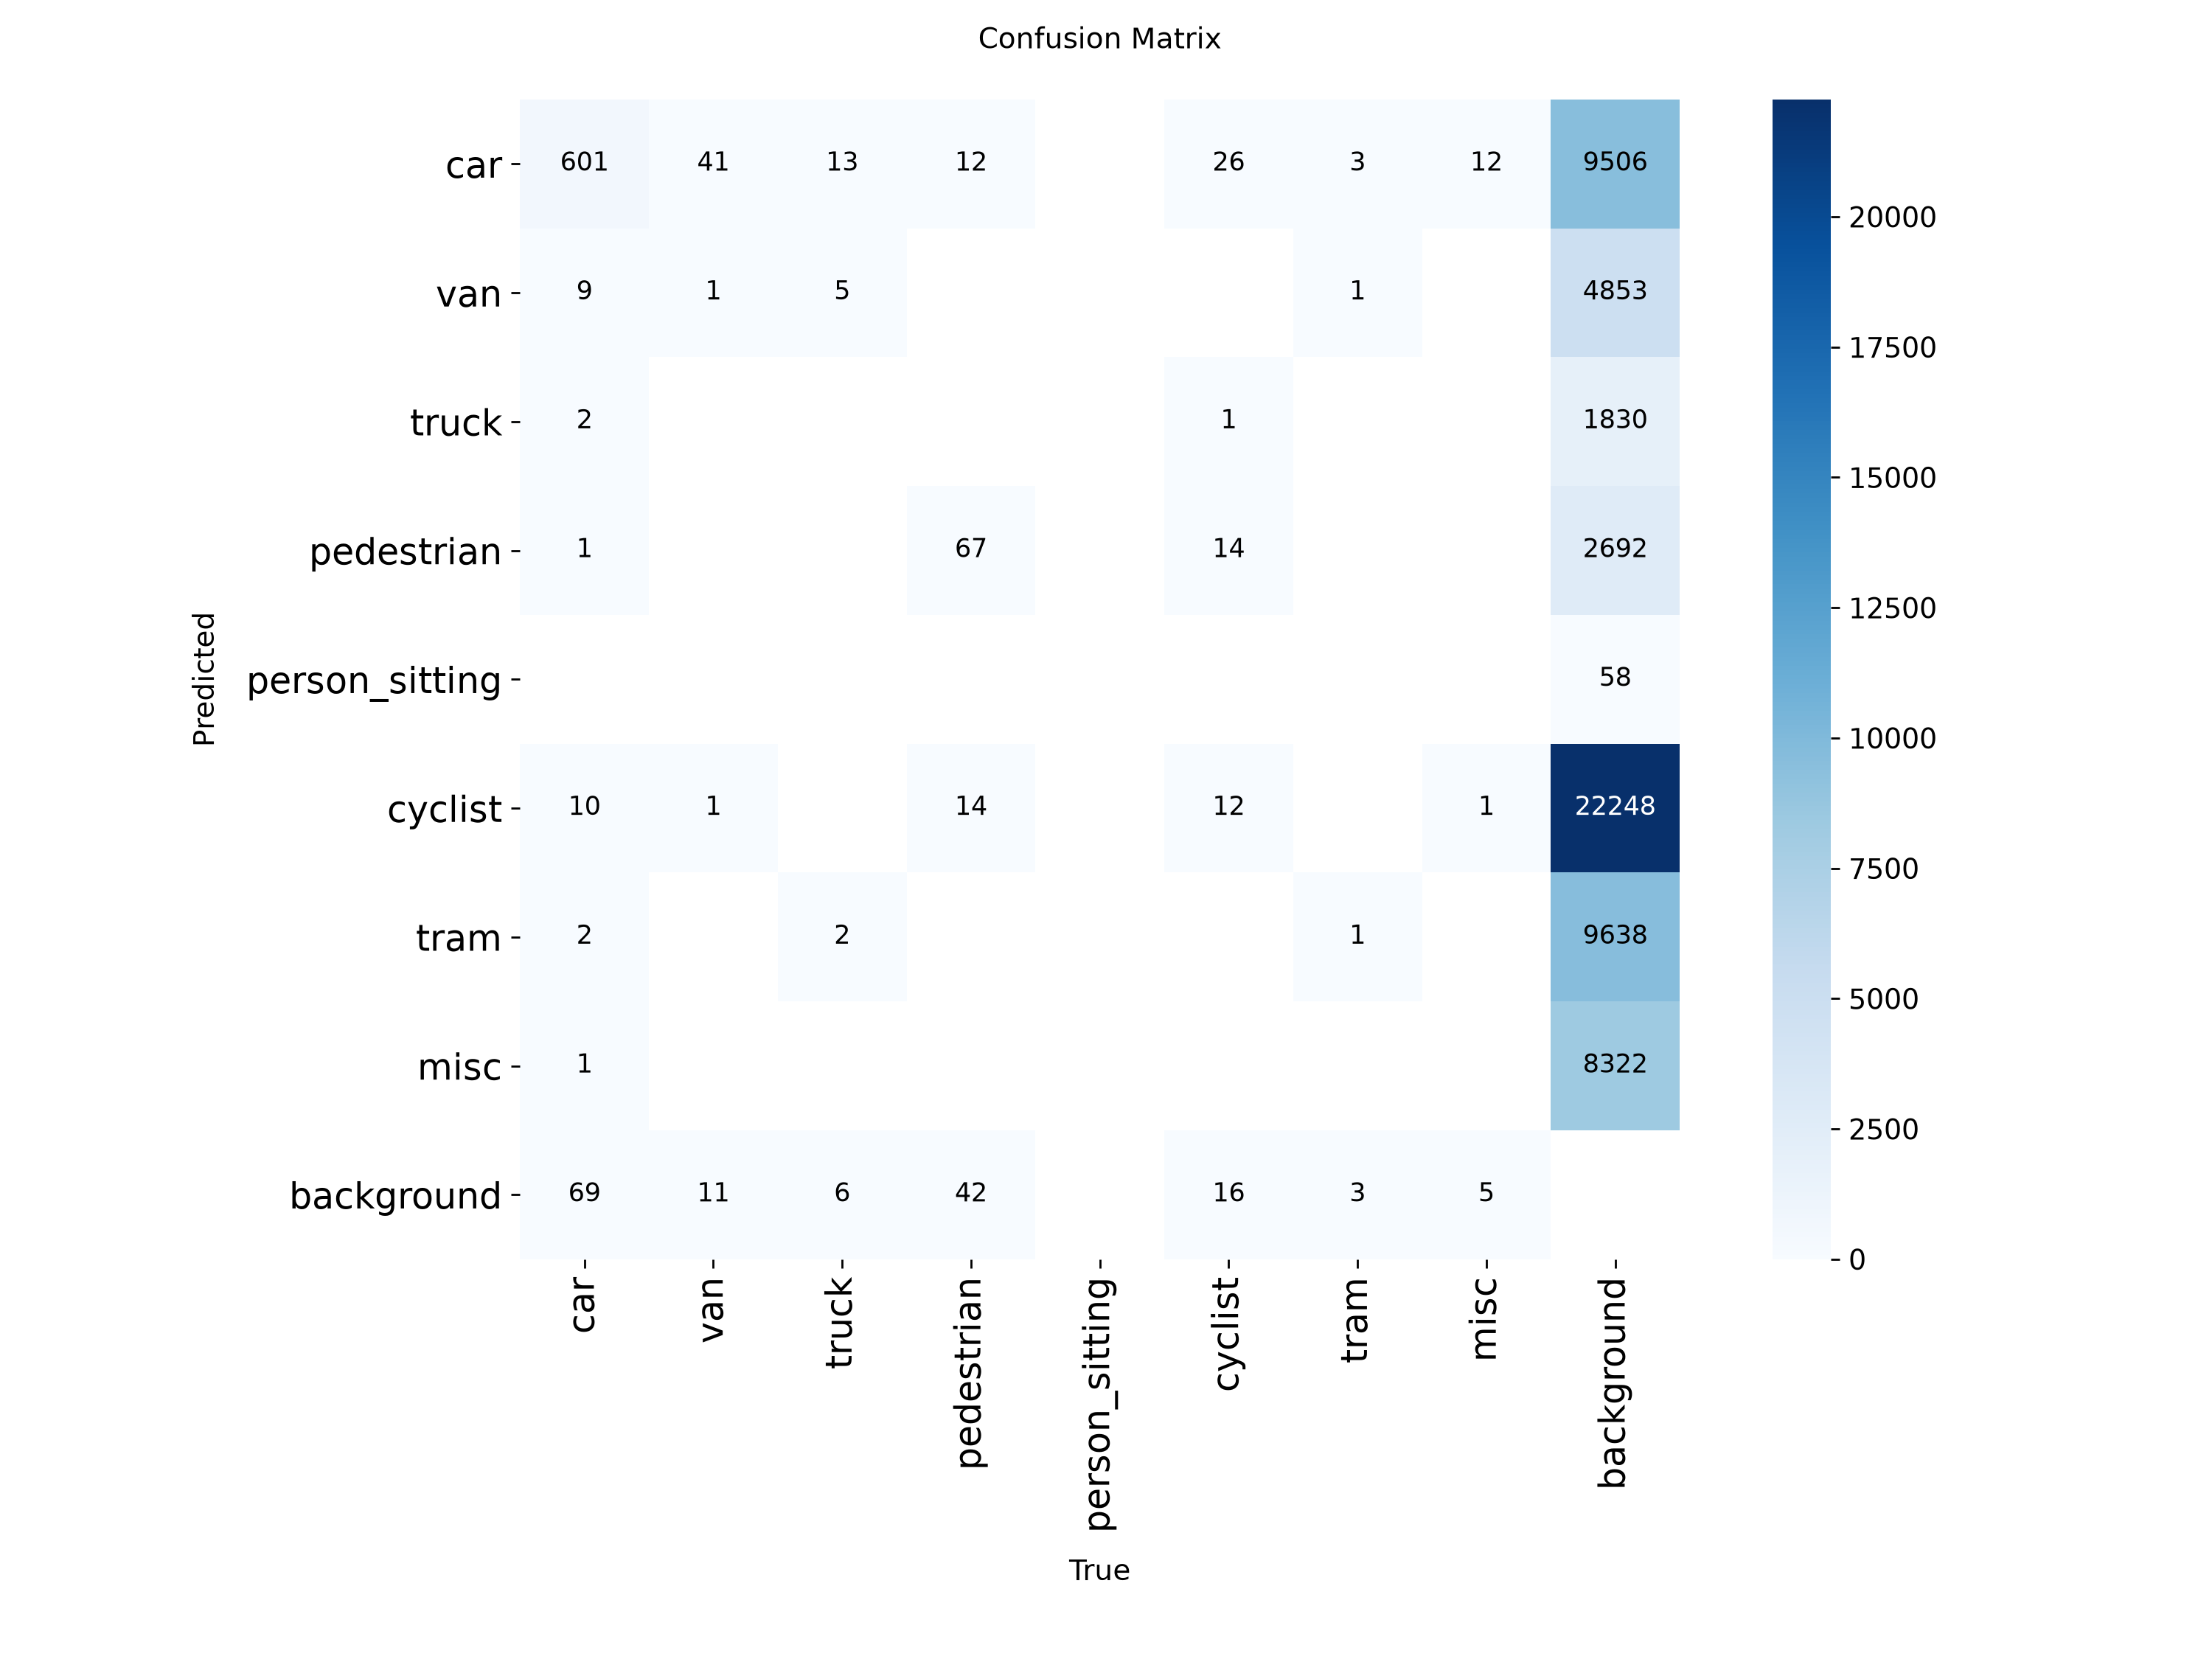 Confusion Matrix
car 601 41 13 12 26 3 12 9506
van 9 1 5 1 4853
truck 2 1 1830
pedestrian 1 67 14 2692
person_sitting 58
cyclist 10 1 14 12 1 22248
tram 2 2 1 9638
misc 1 8322
background 69 11 6 42 16 3 5
Predicted
car van truck pedestrian person_sitting cyclist tram misc background
True
20000
17500
15000
12500
10000
7500
5000
2500
0